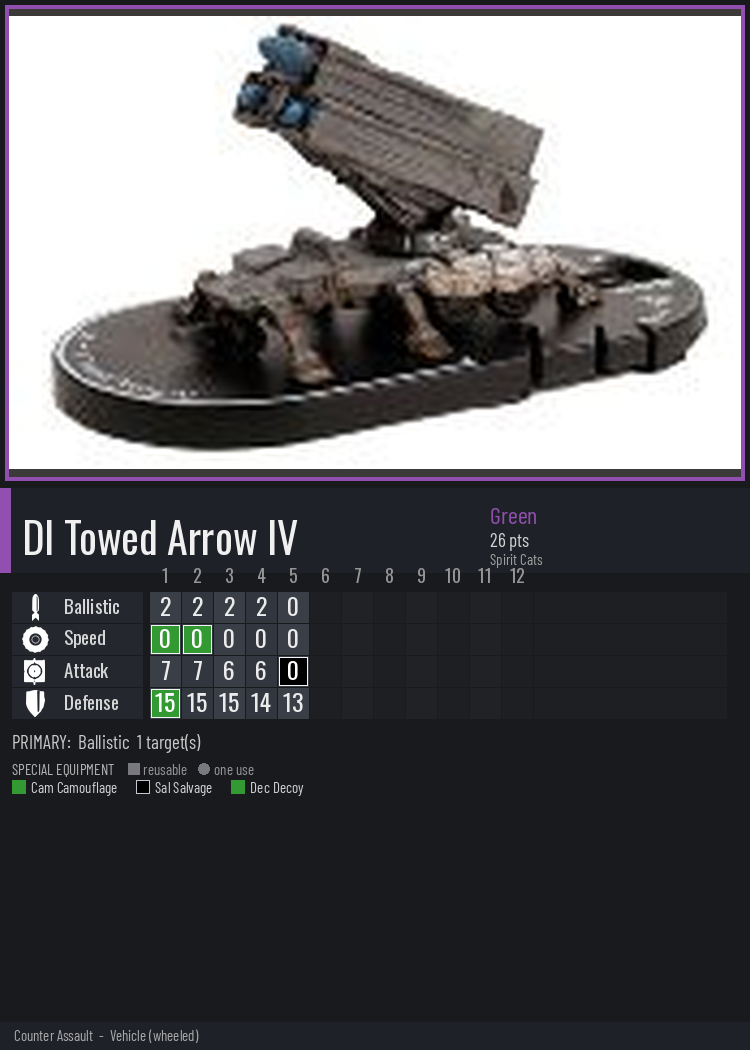 DI Towed Arrow IV
Green
26 pts
Spirit Cats
1 2 3 4 5 6 7 8 9 10 11 12
Ballistic 2 2 2 2 0
Speed 0 0 0 0 0
Attack 7 7 6 6 0
Defense 15 15 15 14 13
PRIMARY: Ballistic 1 target(s)
SPECIAL EQUIPMENT reusable one use
Cam Camouflage Sal Salvage Dec Decoy
Counter Assault - Vehicle (wheeled)